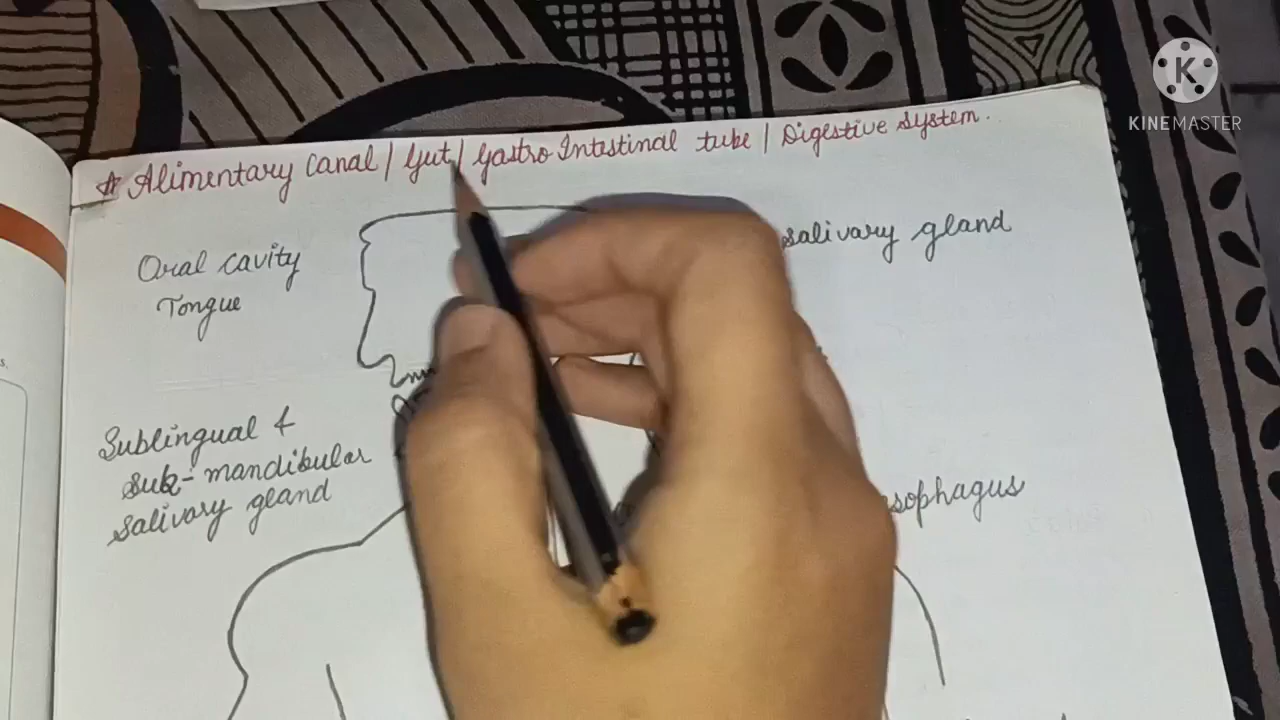 ☆ Alimentary Canal / Gut / Gastro Intestinal tube / Digestive System.
Oral cavity
Tongue
salivary gland
Sublingual &
sub-mandibular
salivary gland
sophagus
K
KINEMASTER